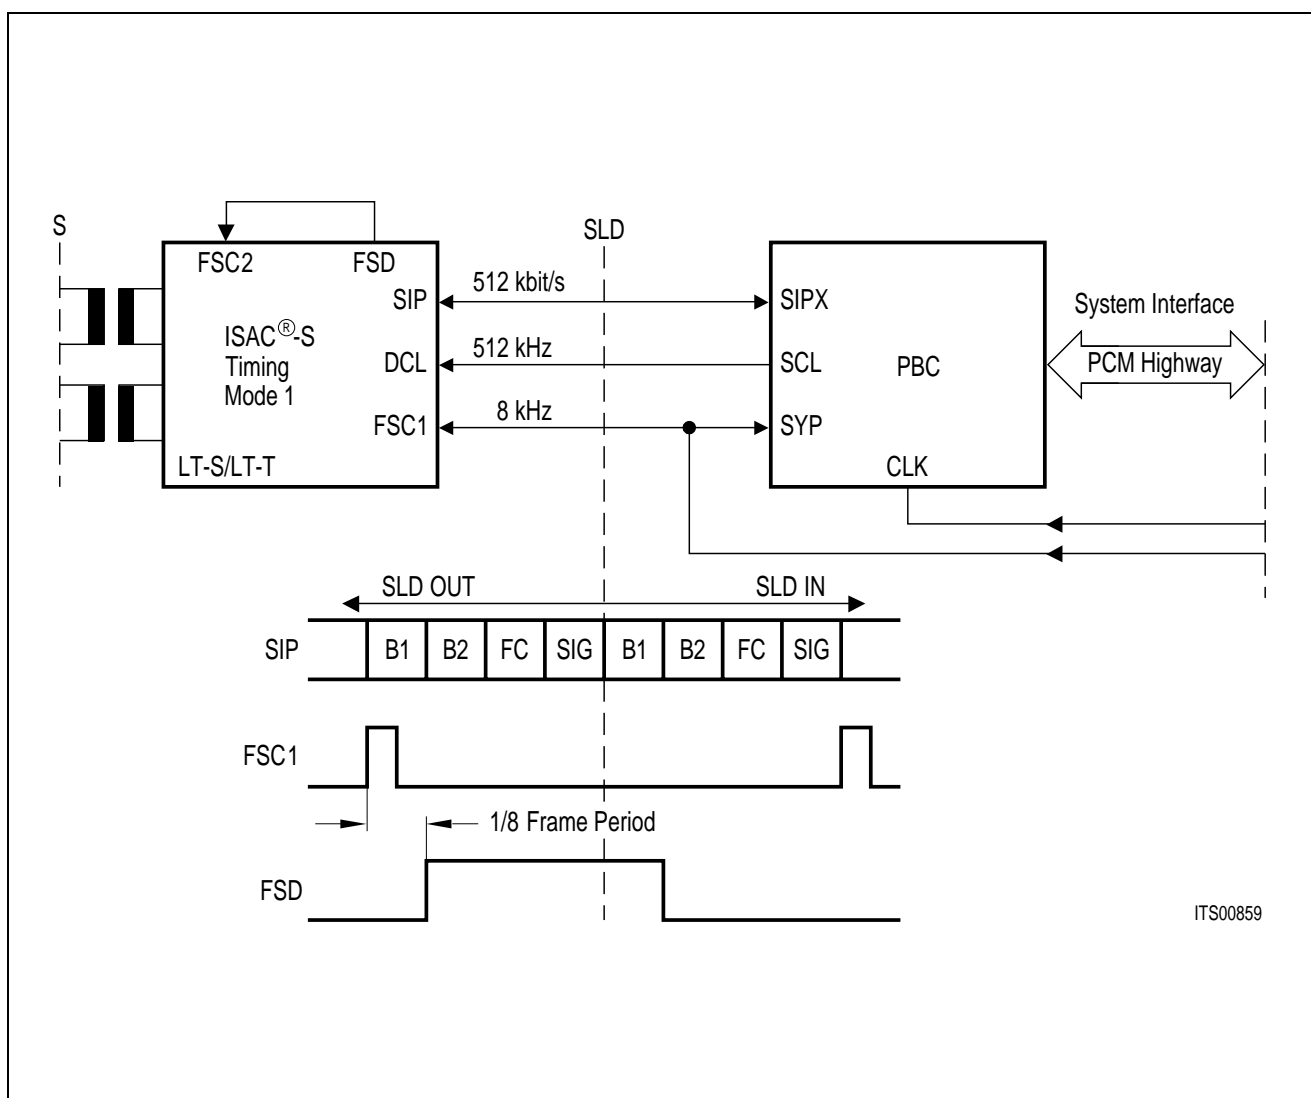 S
SLD
FSC2
FSD
SIP
512 kbit/s
SIPX
System Interface
ISAC®-S
Timing
Mode 1
DCL
512 kHz
SCL
PBC
PCM Highway
FSC1
8 kHz
SYP
LT-S/LT-T
CLK
SLD OUT
SLD IN
SIP
B1 B2 FC SIG B1 B2 FC SIG
FSC1
1/8 Frame Period
FSD
ITS00859